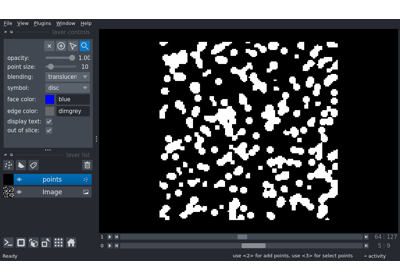 File View Plugins Window Help
layer controls
opacity: 1.00
point size: 10
blending: translucen
symbol: disc
face color: blue
edge color: dimgrey
display text:
out of slice:
layer list
points
Image
1 64 127
0 5 9
Ready use <2> for add points, use <3> for select points activity